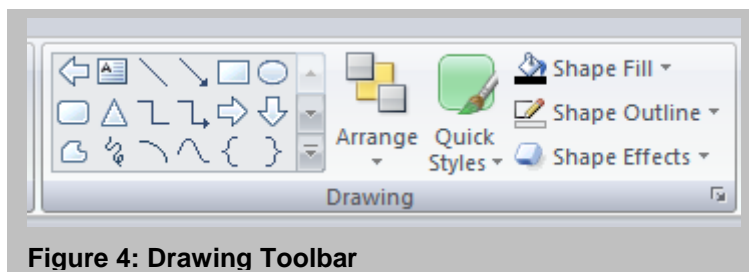 Shape Fill
Shape Outline
Arrange Quick
Styles
Shape Effects
Drawing
Figure 4: Drawing Toolbar